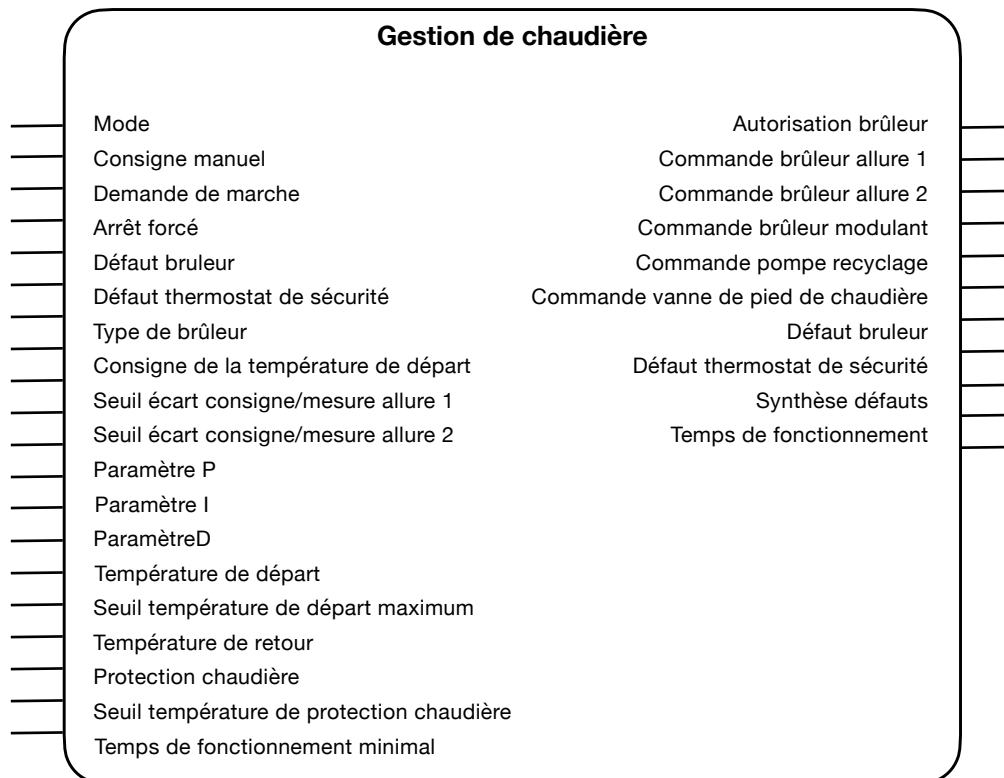 Gestion de chaudière
Mode
Consigne manuel
Demande de marche
Arrêt forcé
Défaut bruleur
Défaut thermostat de sécurité
Type de brûleur
Consigne de la température de départ
Seuil écart consigne/mesure allure 1
Seuil écart consigne/mesure allure 2
Paramètre P
Paramètre I
ParamètreD
Température de départ
Seuil température de départ maximum
Température de retour
Protection chaudière
Seuil température de protection chaudière
Temps de fonctionnement minimal
Autorisation brûleur
Commande brûleur allure 1
Commande brûleur allure 2
Commande brûleur modulant
Commande pompe recyclage
Commande vanne de pied de chaudière
Défaut bruleur
Défaut thermostat de sécurité
Synthèse défauts
Temps de fonctionnement